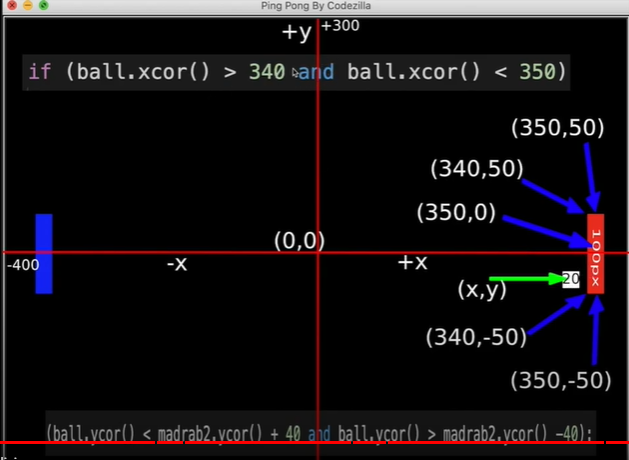 Ping Pong By Codezilla
+y +300
if (ball.xcor() > 340 and ball.xcor() < 350)
(350,50)
(340,50)
(350,0)
(0,0)
-400 -x +x
100px
20
(x,y)
(340,-50)
(350,-50)
(ball.ycor() < madrab2.ycor() + 40 and ball.ycor() > madrab2.ycor() -40):